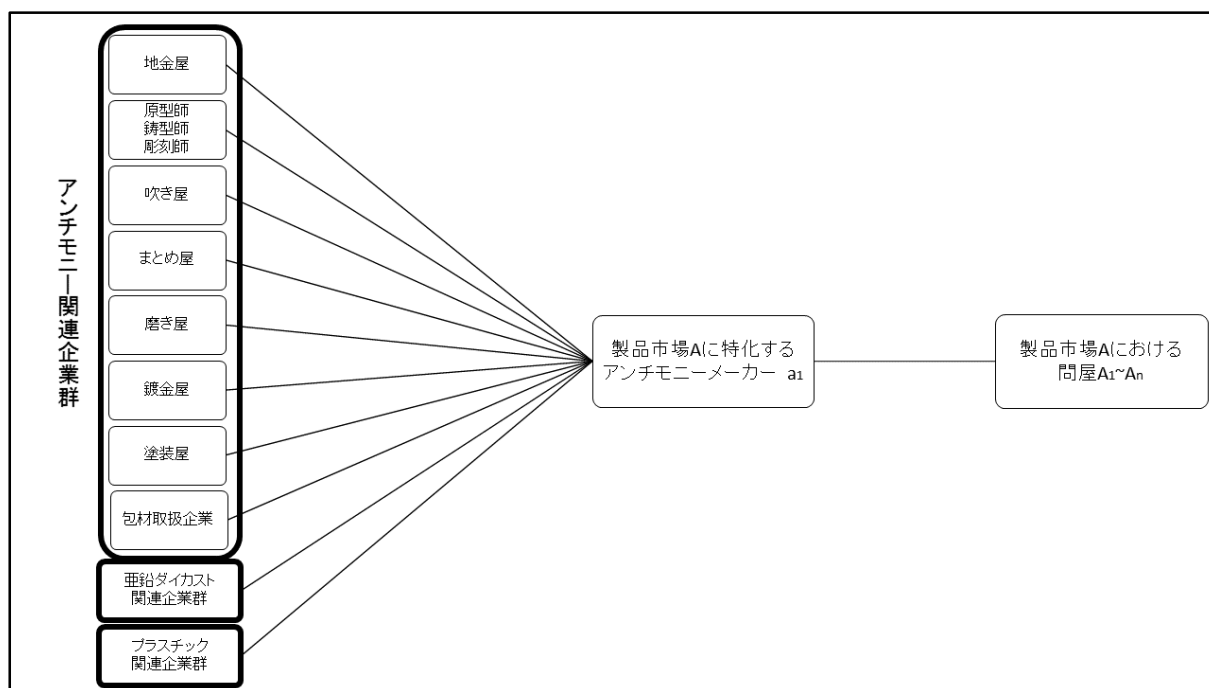 アンチモニー関連企業群
地金屋
原型師
鋳型師
彫刻師
吹き屋
まとめ屋
磨き屋
鍍金屋
塗装屋
包材取扱企業
亜鉛ダイカスト
関連企業群
プラスチック
関連企業群
製品市場Aに特化する
アンチモニーメーカー a₁
製品市場Aにおける
問屋A₁~Aₙ